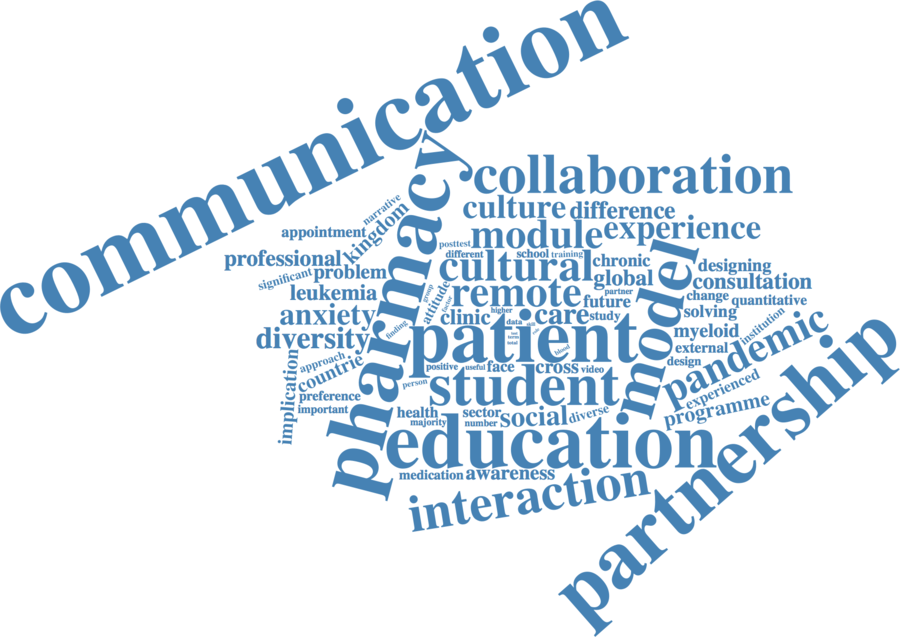 communication
pharmacy
collaboration
narrative
kingdom
culture
difference
appointment
module
experience
posttest
professional
different
school
training
chronic
cultural
significant
problem
global
model
designing
consultation
leukemia
attitude
group
factor
remote
partner
future
change
quantitative
anxiety
clinic
higher
care
study
solving
diversity
finding
data
patient
myeloid
institution
term
total
blood
external
pandemic
partnership
implication
approach
countrie
positive
useful
face
cross
video
design
person
student
experienced
preference
important
health
sector
social
diverse
programme
majority
number
education
medication
awareness
interaction